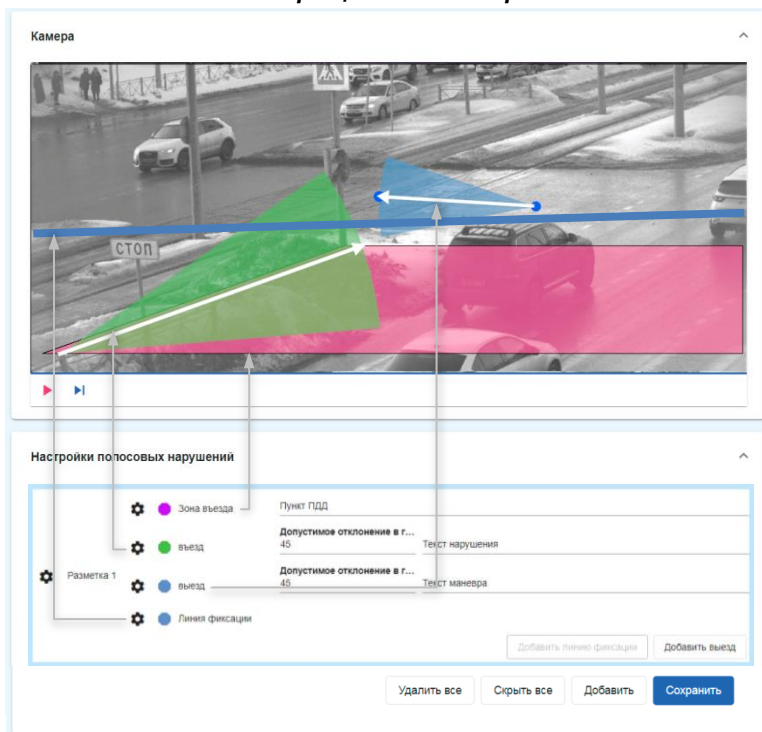 Камера
СТОП
Настройки полосовых нарушений
Зона въезда
Пункт ПДД
Допустимое отклонение в г...
въезд
45
Текст нарушения
Разметка 1
Допустимое отклонение в г...
выезд
45
Текст маневра
Линия фиксации
Добавить линию фиксации
Добавить выезд
Удалить все
Скрыть все
Добавить
Сохранить